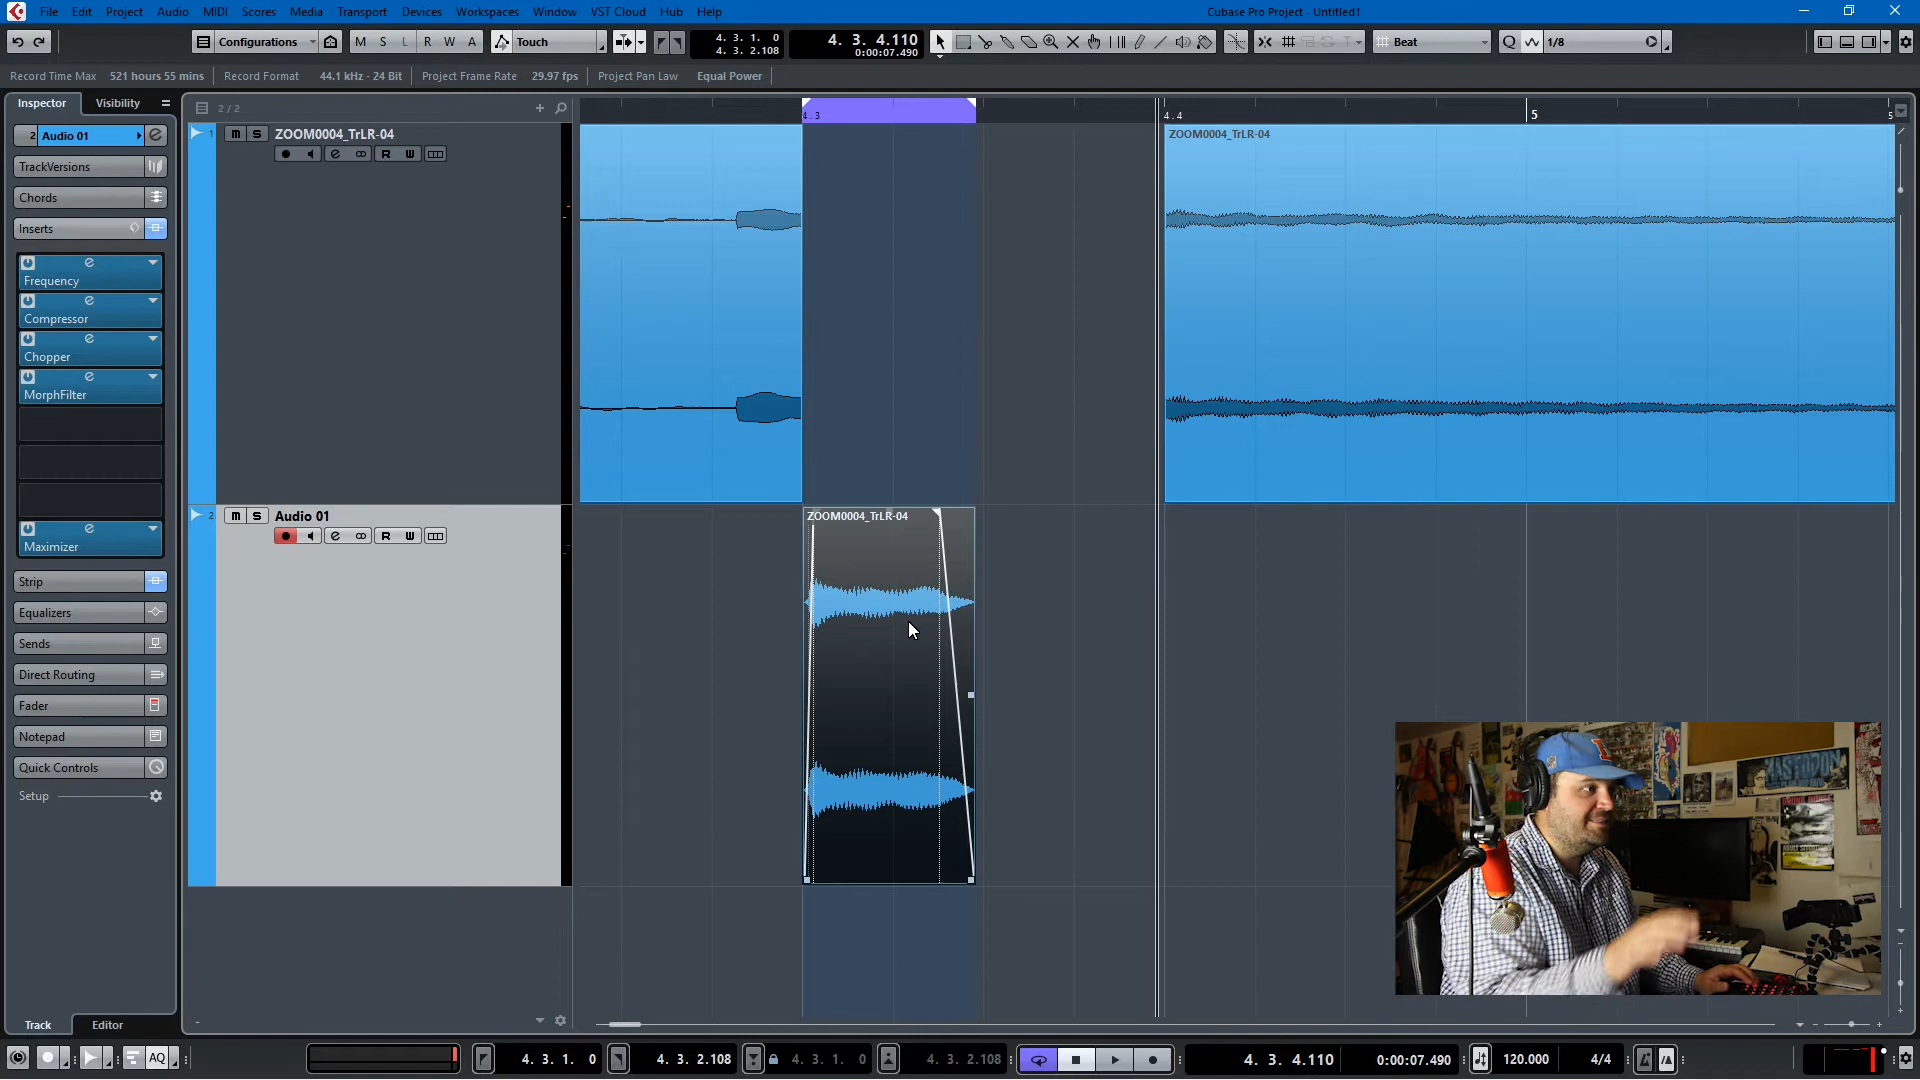 File Edit Project Audio MIDI Scores Media Transport Devices Workspaces Window VST Cloud Hub Help
Cubase Pro Project - Untitled1
Configurations
M S L R W A
Touch
4. 3. 1. 0
4. 3. 2.108
4. 3. 4.110
0:00:07.490
Beat
Q 1/8
Record Time Max 521 hours 55 mins Record Format 44.1 kHz - 24 Bit Project Frame Rate 29.97 fps Project Pan Law Equal Power
Inspector Visibility
2 / 2
4.3 4.4 5 5
2 Audio 01
TrackVersions
Chords
Inserts
Frequency
Compressor
Chopper
MorphFilter
Maximizer
Strip
Equalizers
Sends
Direct Routing
Fader
Notepad
Quick Controls
Setup
Track Editor
1 m S ZOOM0004_TrLR-04
R W
ZOOM0004_TrLR-04
2 m S Audio 01
R W
ZOOM0004_TrLR-04
MASTODON
AQ
4. 3. 1. 0
4. 3. 2.108
4. 3. 1. 0
4. 3. 2.108
4. 3. 4.110
0:00:07.490
120.000
4/4